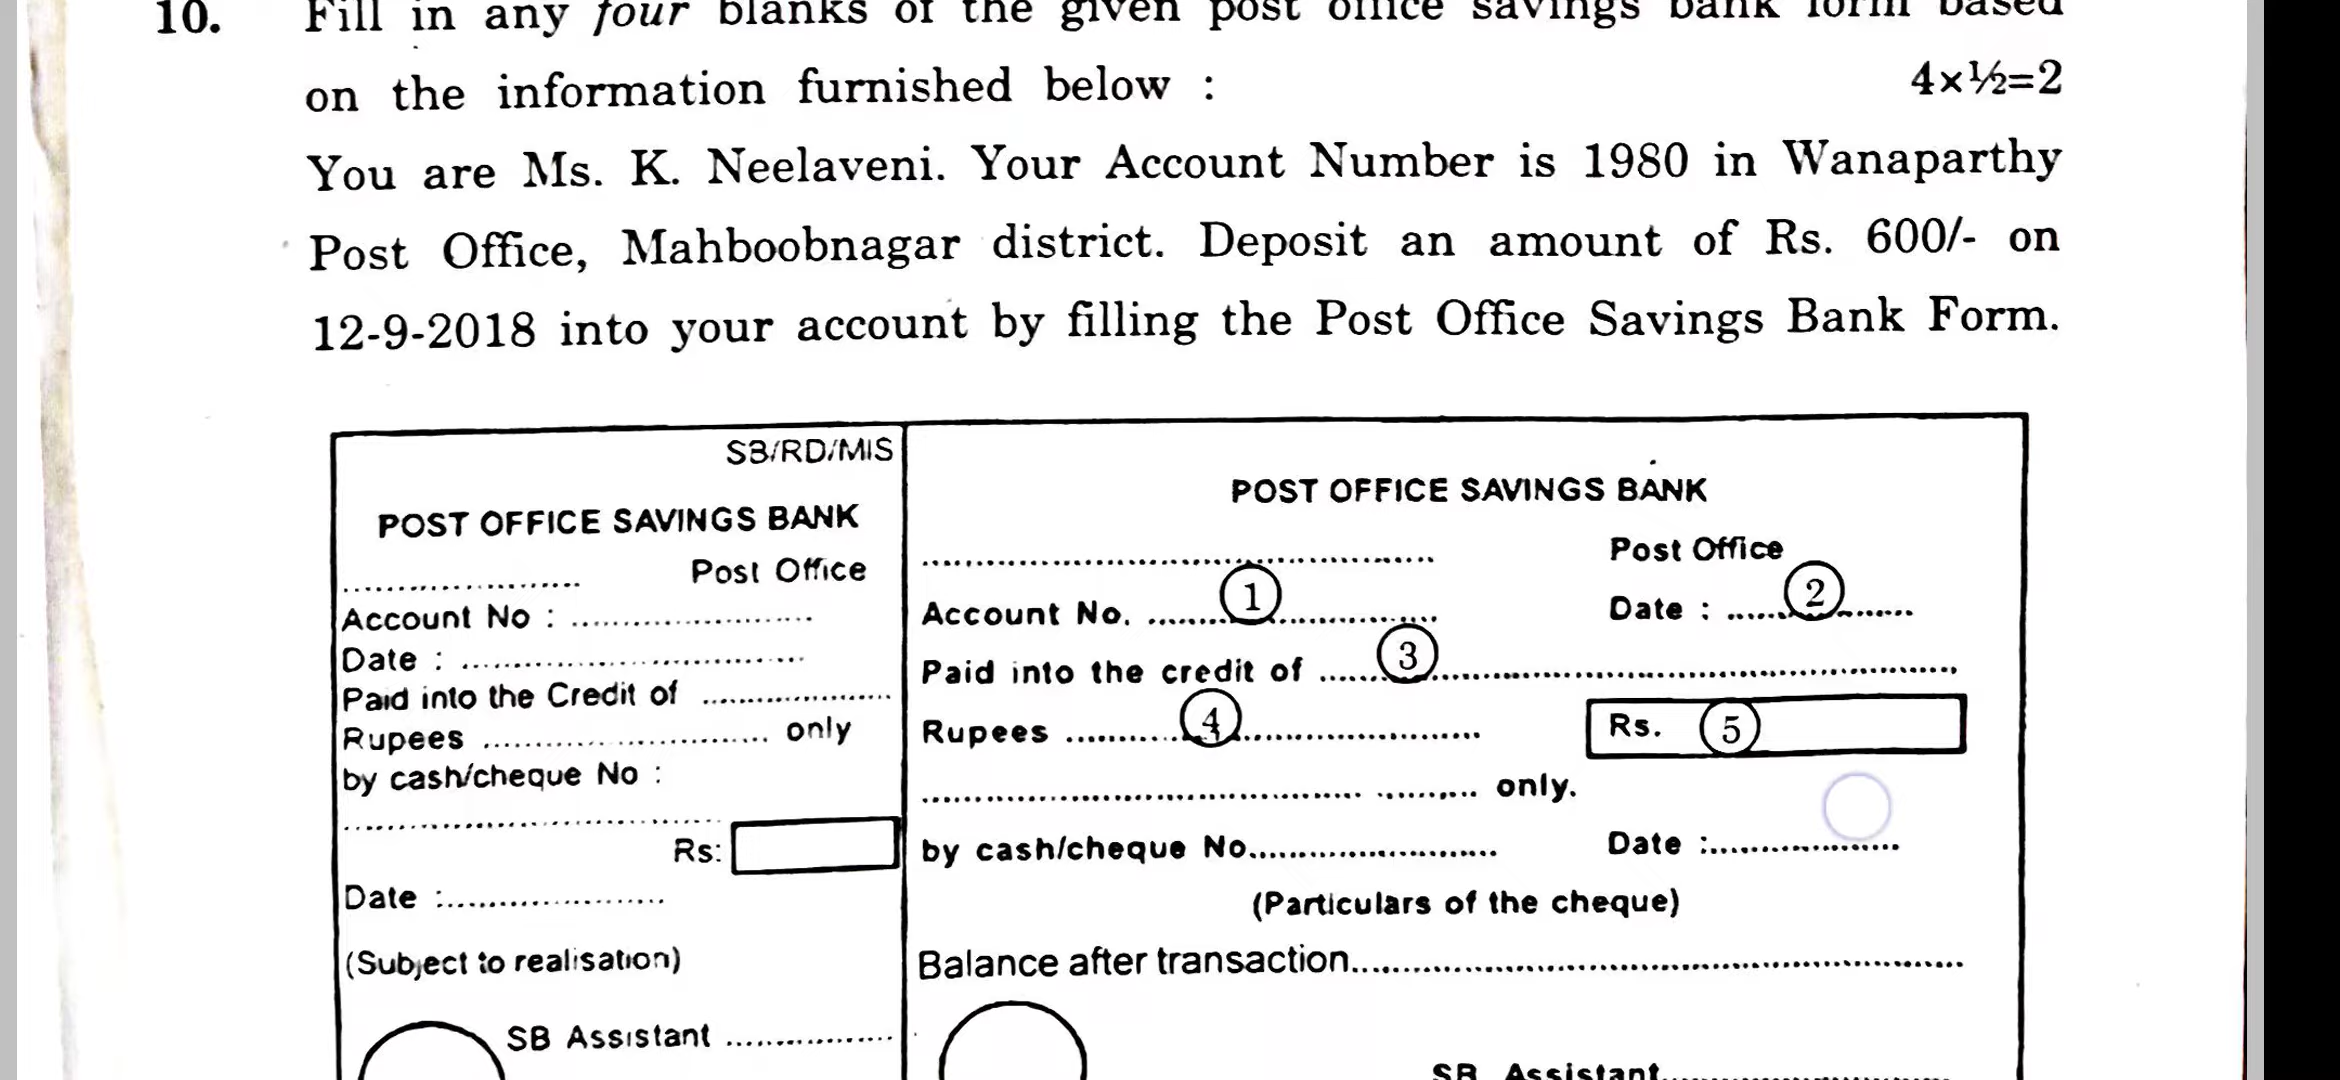 10. Fill in any four blanks of the given post office savings bank form based
on the information furnished below : 4×½=2
You are Ms. K. Neelaveni. Your Account Number is 1980 in Wanaparthy
Post Office, Mahboobnagar district. Deposit an amount of Rs. 600/- on
12-9-2018 into your account by filling the Post Office Savings Bank Form.
SB/RD/MIS
POST OFFICE SAVINGS BANK
.................... Post Office
Account No : ....................
Date : ....................
Paid into the Credit of ....................
Rupees .................... only
by cash/cheque No :
....................
Rs:
Date :....................
(Subject to realisation)
SB Assistant ....................
POST OFFICE SAVINGS BANK
.................... Post Office
Account No. ........1............ Date : ......2........
Paid into the credit of ......3....................
Rupees ..........4.................... Rs. 5
.................... only.
by cash/cheque No.................... Date :....................
(Particulars of the cheque)
Balance after transaction....................
SB Assistant....................